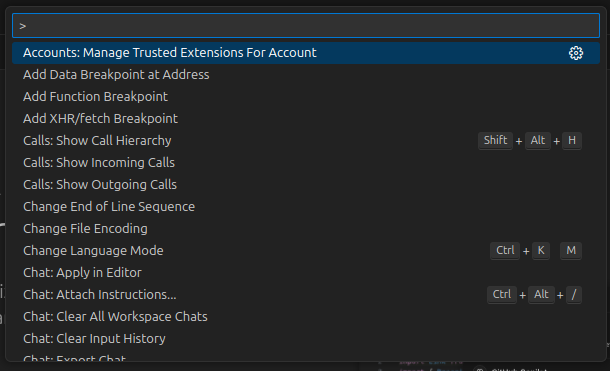 >
Accounts: Manage Trusted Extensions For Account
Add Data Breakpoint at Address
Add Function Breakpoint
Add XHR/fetch Breakpoint
Calls: Show Call Hierarchy Shift + Alt + H
Calls: Show Incoming Calls
Calls: Show Outgoing Calls
Change End of Line Sequence
Change File Encoding
Change Language Mode Ctrl + K M
Chat: Apply in Editor
Chat: Attach Instructions... Ctrl + Alt + /
Chat: Clear All Workspace Chats
Chat: Clear Input History
Chat: Export Chat